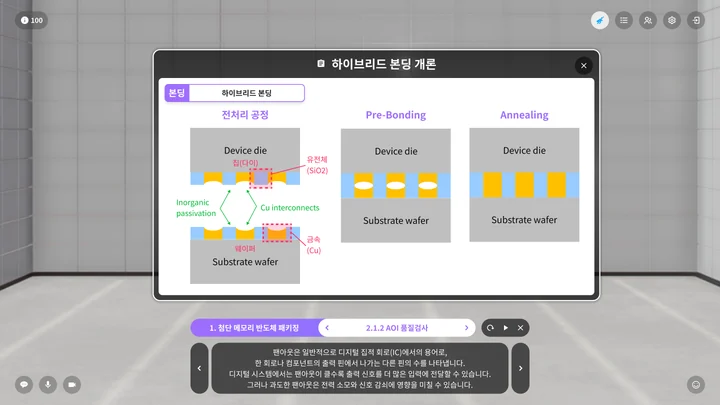 100
하이브리드 본딩 개론
본딩
하이브리드 본딩
전처리 공정
Pre-Bonding
Annealing
Device die
칩(다이)
유전체
(SiO2)
Inorganic
passivation
Cu interconnects
웨이퍼
금속
(Cu)
Substrate wafer
Device die
Substrate wafer
Device die
Substrate wafer
1. 첨단 메모리 반도체 패키징
2.1.2 AOI 품질검사
팬아웃은 일반적으로 디지털 집적 회로(IC)에서의 용어로,
한 회로나 컴포넌트의 출력 핀에서 나가는 다른 핀의 수를 나타냅니다.
디지털 시스템에서는 팬아웃이 클수록 출력 신호를 더 많은 입력에 전달할 수 있습니다.
그러나 과도한 팬아웃은 전력 소모와 신호 감쇠에 영향을 미칠 수 있습니다.